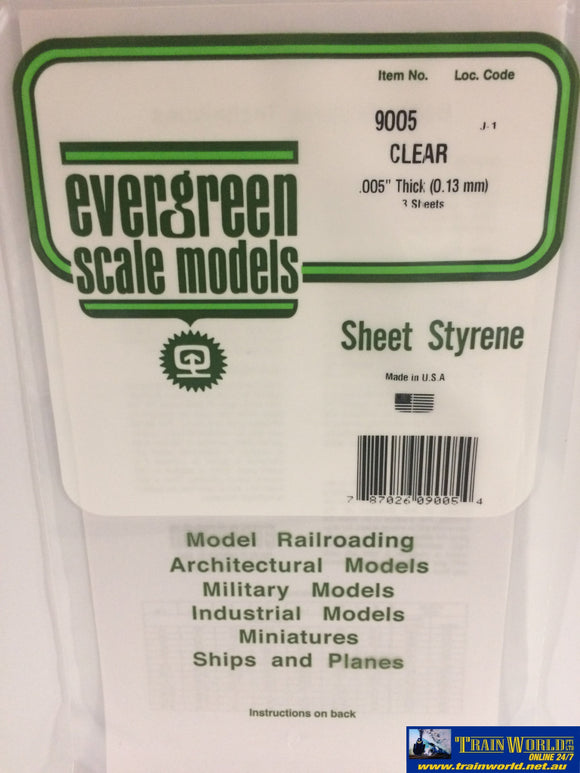 Item No. Loc. Code
9005 J-1
CLEAR
.005" Thick (0.13 mm)
3 Sheets
evergreen
scale models
Sheet Styrene
Made in U.S.A
7 87026 09005 4
Model Railroading
Architectural Models
Military Models
Industrial Models
Miniatures
Ships and Planes
Instructions on back
TRAIN WORLD
ONLINE 24/7
www.trainworld.net.au